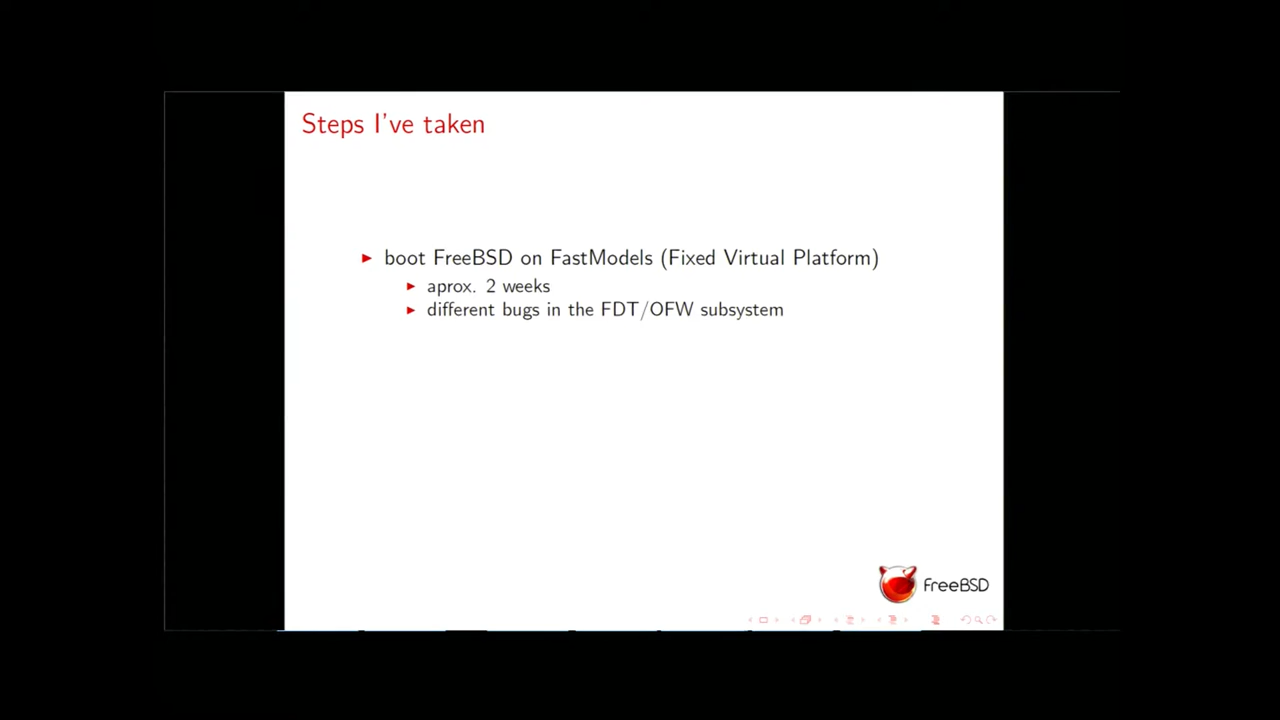 Steps I've taken
boot FreeBSD on FastModels (Fixed Virtual Platform)
aprox. 2 weeks
different bugs in the FDT/OFW subsystem
FreeBSD